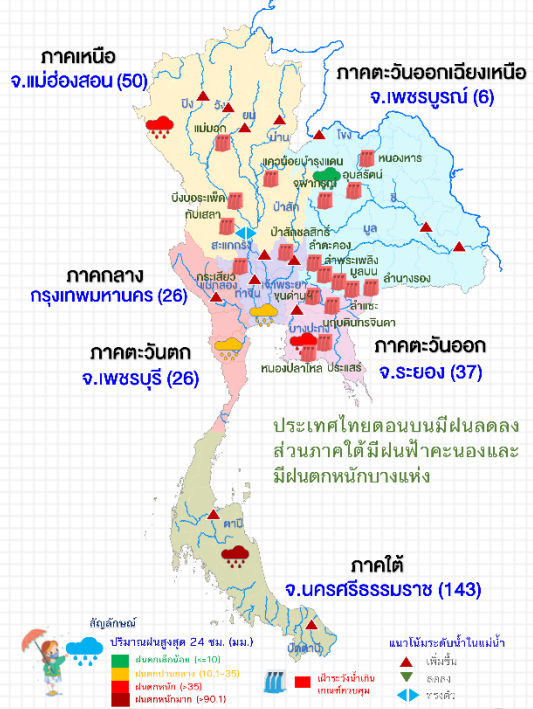 ภาคเหนือ
จ.แม่ฮ่องสอน (50)
ภาคตะวันออกเฉียงเหนือ
จ.เพชรบูรณ์ (6)
ปิง
วัง
ยม
น่าน
แม่มอก
โขง
หนองหาร
แควน้อยบำรุงแดน
จุฬาภรณ์
อุบลรัตน์
ชี
บึงบอระเพ็ด
ทับเสลา
ป่าสัก
มูล
สะแกกรัง
ป่าสักชลสิทธิ์
ลำตะคอง
ลำพระเพลิง
มูลบน
ลำนางรอง
ภาคกลาง
กรุงเทพมหานคร (26)
กระเสียว
แม่กลอง
ท่าจีน
เจ้าพระยา
ขุนด่านฯ
ลำแซะ
นฤบดินทรจินดา
บางปะกง
ภาคตะวันตก
จ.เพชรบุรี (26)
ภาคตะวันออก
จ.ระยอง (37)
หนองปลาไหล
ประแสร์
ประเทศไทยตอนบนมีฝนลดลง
ส่วนภาคใต้มีฝนฟ้าคะนองและ
มีฝนตกหนักบางแห่ง
ตาปี
ภาคใต้
จ.นครศรีธรรมราช (143)
ปัตตานี
สัญลักษณ์
ปริมาณฝนสูงสุด 24 ชม. (มม.)
ฝนตกเล็กน้อย (<=10)
ฝนตกปานกลาง (10.1-35)
ฝนตกหนัก (>35)
ฝนตกหนักมาก (>90.1)
เฝ้าระวังน้ำเกิน
เกณฑ์ควบคุม
แนวโน้มระดับน้ำในแม่น้ำ
เพิ่มขึ้น
ลดลง
ทรงตัว